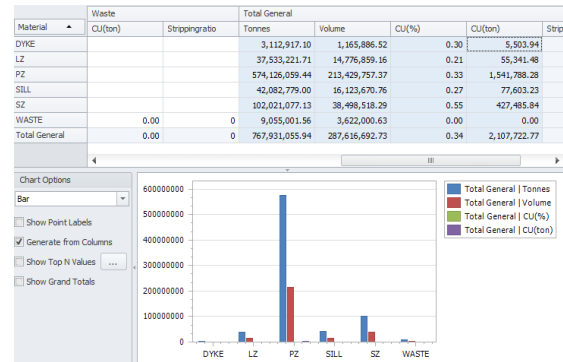 Waste Total General
Material CU(ton) Strippingratio Tonnes Volume CU(%) CU(ton) Strip
DYKE 3,112,917.10 1,165,886.52 0.30 5,503.94
LZ 37,533,221.71 14,776,859.16 0.21 55,341.48
PZ 574,126,059.44 213,429,757.37 0.33 1,541,788.28
SILL 42,082,779.00 16,123,670.76 0.27 77,603.23
SZ 102,021,077.13 38,498,518.29 0.55 427,485.84
WASTE 0.00 0 9,055,001.56 3,622,000.63 0.00 0.00
Total General 0.00 0 767,931,055.94 287,616,692.73 0.34 2,107,722.77
Chart Options
Bar
Show Point Labels
Generate from Columns
Show Top N Values ...
Show Grand Totals
600000000
500000000
400000000
300000000
200000000
100000000
0
DYKE LZ PZ SILL SZ WASTE
Total General | Tonnes
Total General | Volume
Total General | CU(%)
Total General | CU(ton)